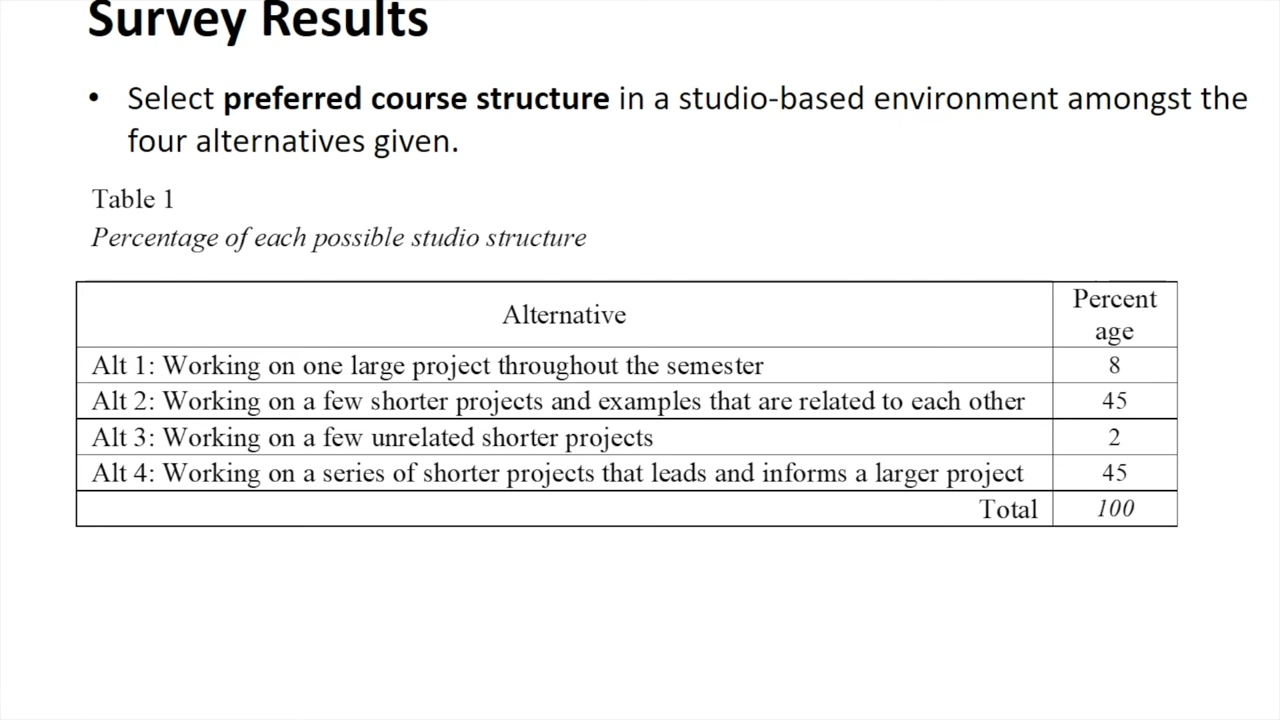 Survey Results
• Select preferred course structure in a studio-based environment amongst the
four alternatives given.
Table 1
Percentage of each possible studio structure
Alternative
Percent
age
Alt 1: Working on one large project throughout the semester 8
Alt 2: Working on a few shorter projects and examples that are related to each other 45
Alt 3: Working on a few unrelated shorter projects 2
Alt 4: Working on a series of shorter projects that leads and informs a larger project 45
Total 100